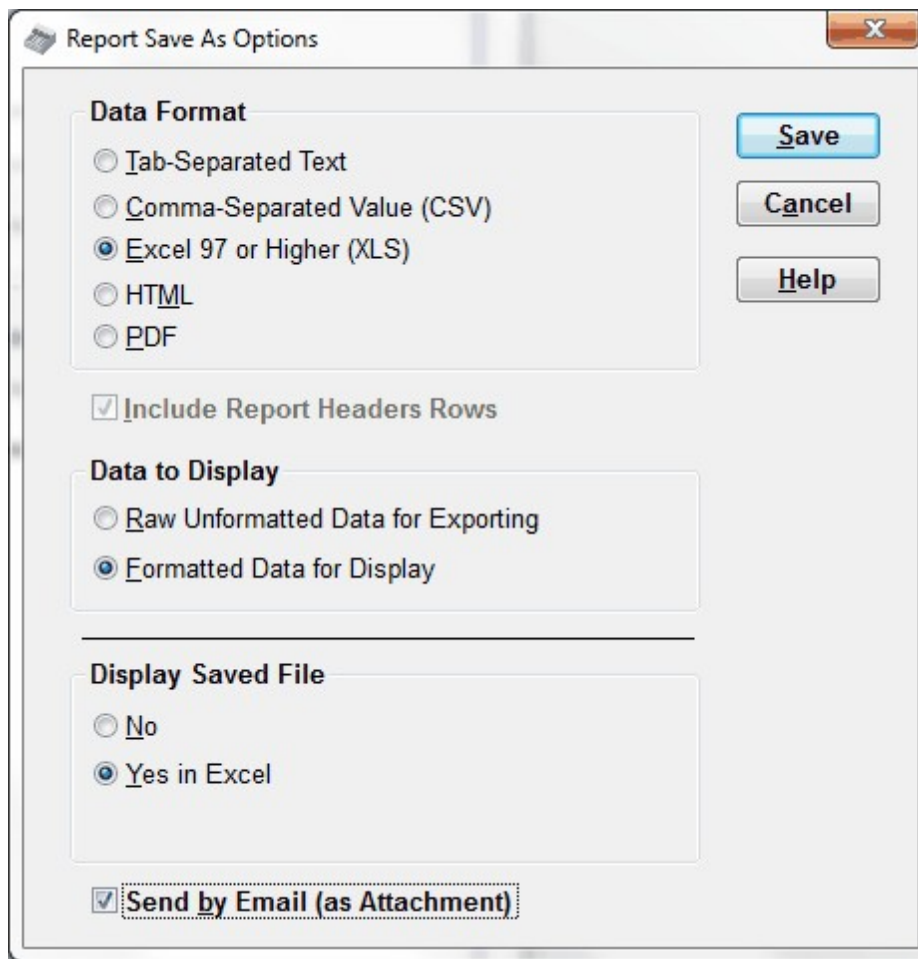 Report Save As Options
Data Format
Tab-Separated Text
Comma-Separated Value (CSV)
Excel 97 or Higher (XLS)
HTML
PDF
Include Report Headers Rows
Data to Display
Raw Unformatted Data for Exporting
Formatted Data for Display
Display Saved File
No
Yes in Excel
Send by Email (as Attachment)
Save
Cancel
Help